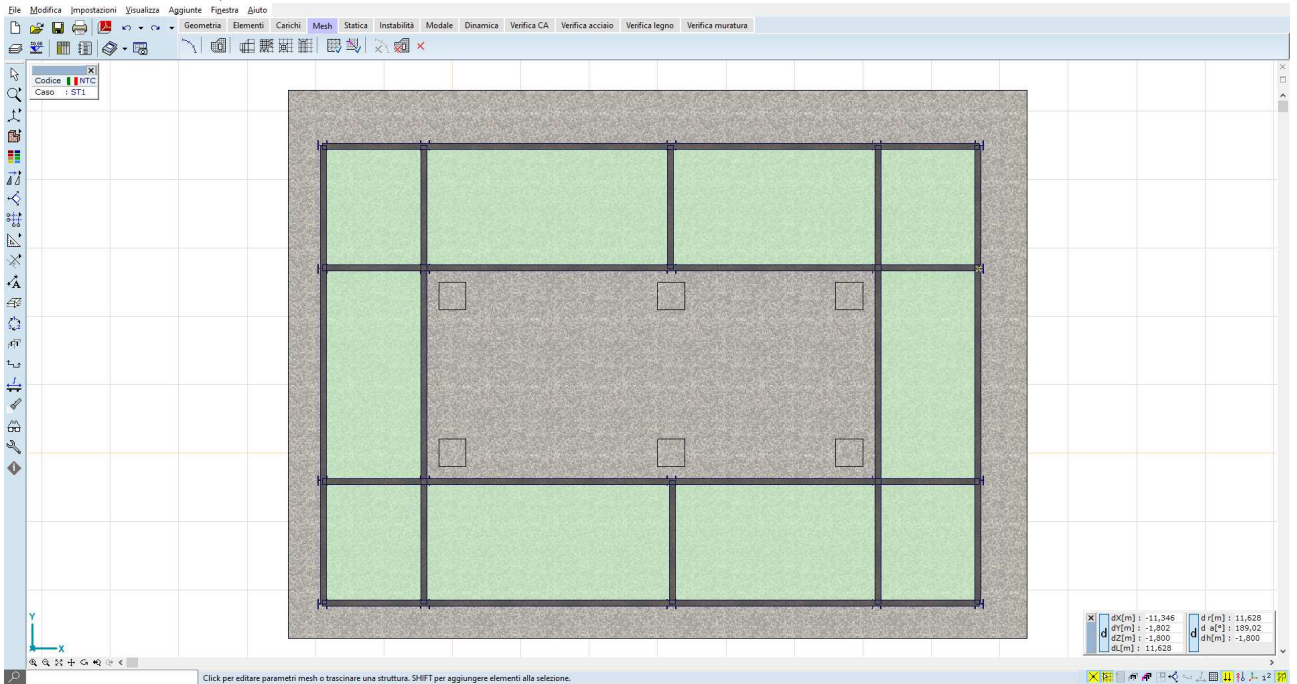 File Modifica Impostazioni Visualizza Aggiunte Finestra Aiuto
Geometria Elementi Carichi Mesh Statica Instabilità Modale Dinamica Verifica CA Verifica acciaio Verifica legno Verifica muratura
Codice NTC
Caso : ST1
Y
X
d
dX[m] : -11,346
dY[m] : -1,802
dZ[m] : -1,800
dL[m] : 11,628
d
d r[m] : 11,628
d a[°] : 189,02
dh[m] : -1,800
Click per editare parametri mesh o trascinare una struttura. SHIFT per aggiungere elementi alla selezione.